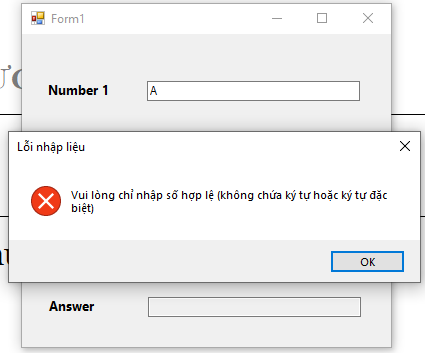 Form1
Number 1
A
Lỗi nhập liệu
Vui lòng chỉ nhập số hợp lệ (không chứa ký tự hoặc ký tự đặc
biệt)
OK
Answer